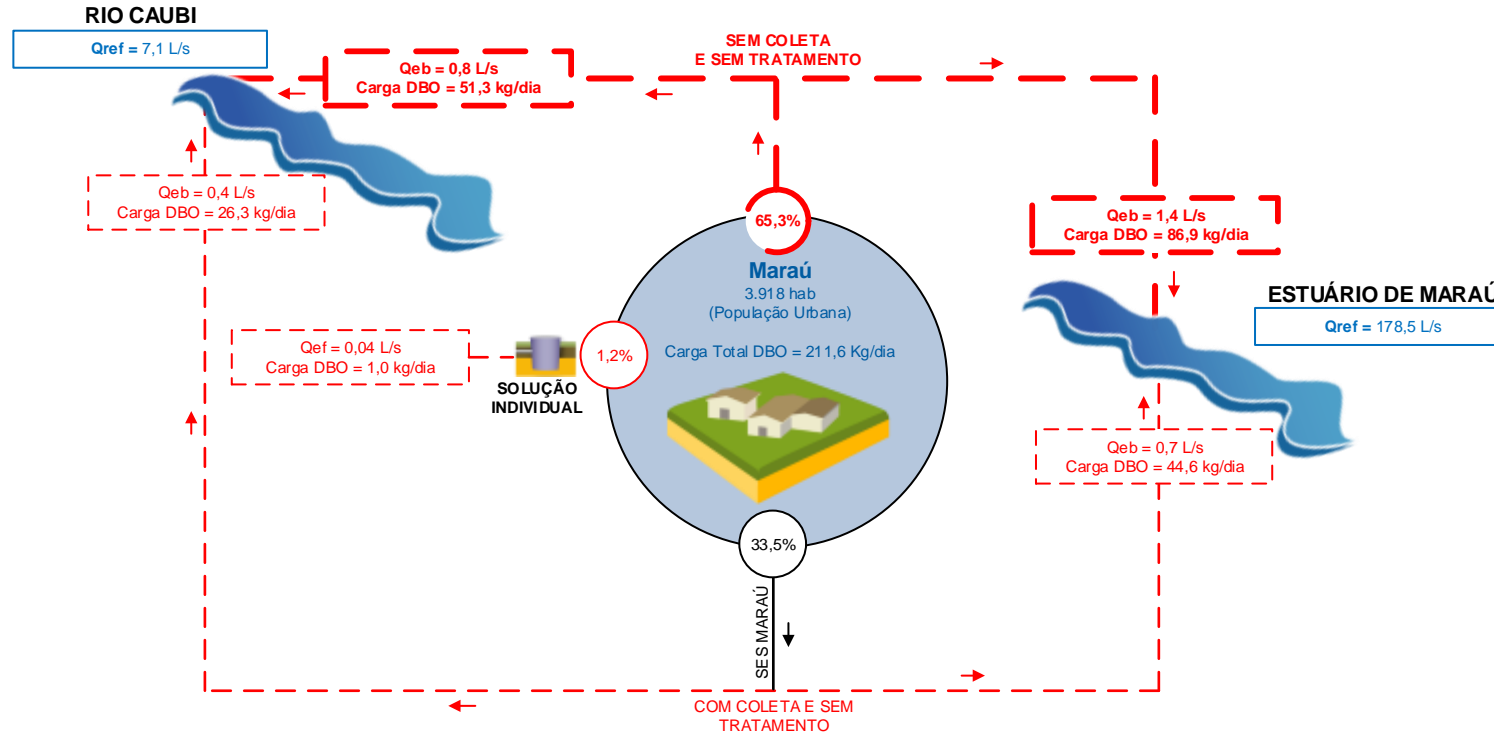 RIO CAUBI
Qref = 7,1 L/s
Qeb = 0,8 L/s
Carga DBO = 51,3 kg/dia
SEM COLETA
E SEM TRATAMENTO
Qeb = 0,4 L/s
Carga DBO = 26,3 kg/dia
65,3%
Qeb = 1,4 L/s
Carga DBO = 86,9 kg/dia
Maraú
3.918 hab
(População Urbana)
Carga Total DBO = 211,6 Kg/dia
ESTUÁRIO DE MARAÚ
Qref = 178,5 L/s
Qef = 0,04 L/s
Carga DBO = 1,0 kg/dia
1,2%
SOLUÇÃO
INDIVIDUAL
Qeb = 0,7 L/s
Carga DBO = 44,6 kg/dia
33,5%
SES MARAÚ
COM COLETA E SEM
TRATAMENTO